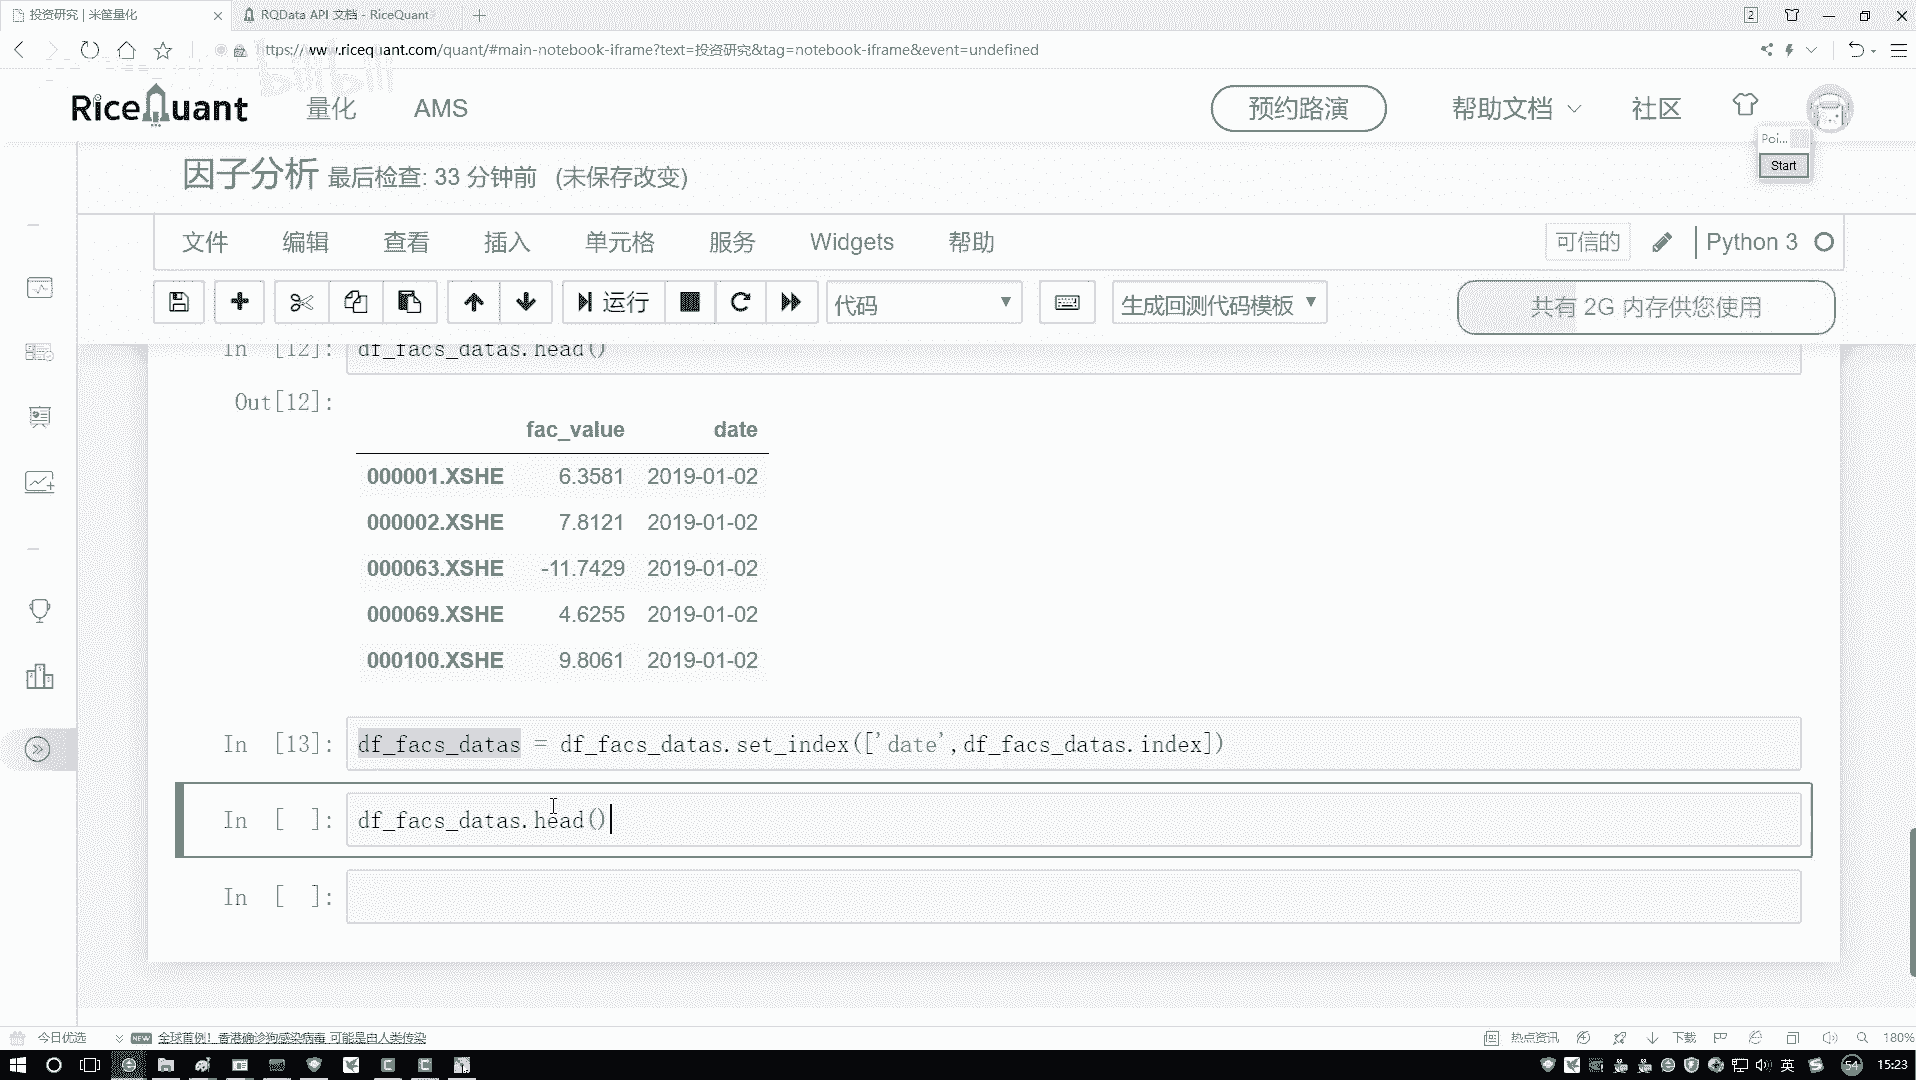 投资研究 | 米筐量化
RQData API 文档 - RiceQuant
2
https://www.ricequant.com/quant/#main-notebook-iframe?text=投资研究&tag=notebook-iframe&event=undefined
bilibili
RiceQuant
量化
AMS
预约路演
帮助文档
社区
Poi...
Start
因子分析 最后检查: 33 分钟前 (未保存改变)
文件 编辑 查看 插入 单元格 服务 Widgets 帮助
可信的
Python 3
运行
代码
生成回测代码模板
共有 2G 内存供您使用
In [12]: df_facs_datas.head()
Out[12]:
fac_value date
000001.XSHE 6.3581 2019-01-02
000002.XSHE 7.8121 2019-01-02
000063.XSHE -11.7429 2019-01-02
000069.XSHE 4.6255 2019-01-02
000100.XSHE 9.8061 2019-01-02
In [13]: df_facs_datas = df_facs_datas.set_index(['date',df_facs_datas.index])
In [ ]: df_facs_datas.head()
In [ ]:
今日优选
NEW
全球首例！香港确诊狗感染病毒 可能是由人类传染
热点资讯
下载
180%
英
54
15:23